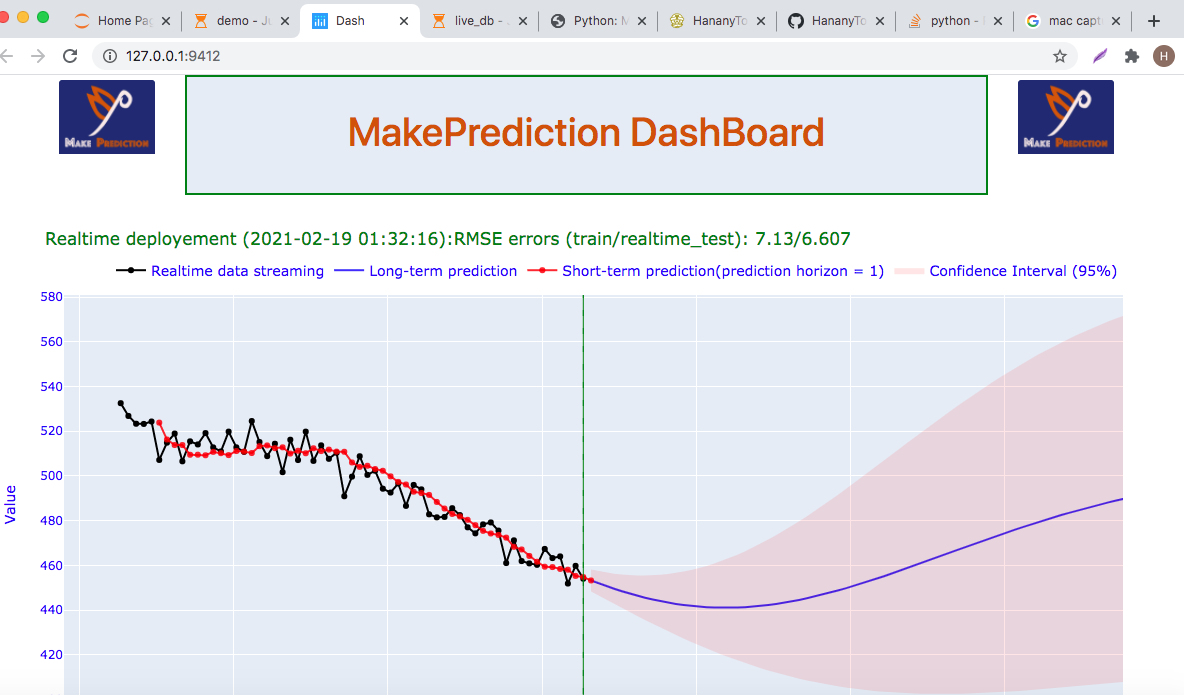 Home Pa
demo - J
Dash
live_db -
Python: M
HananyTo
HananyTo
python -
mac capt
127.0.0.1:9412
H
MAKE PREDICTION
MakePrediction DashBoard
MAKE PREDICTION
Realtime deployement (2021-02-19 01:32:16):RMSE errors (train/realtime_test): 7.13/6.607
Realtime data streaming Long-term prediction Short-term prediction(prediction horizon = 1) Confidence Interval (95%)
580
560
540
520
500
480
460
440
420
Value